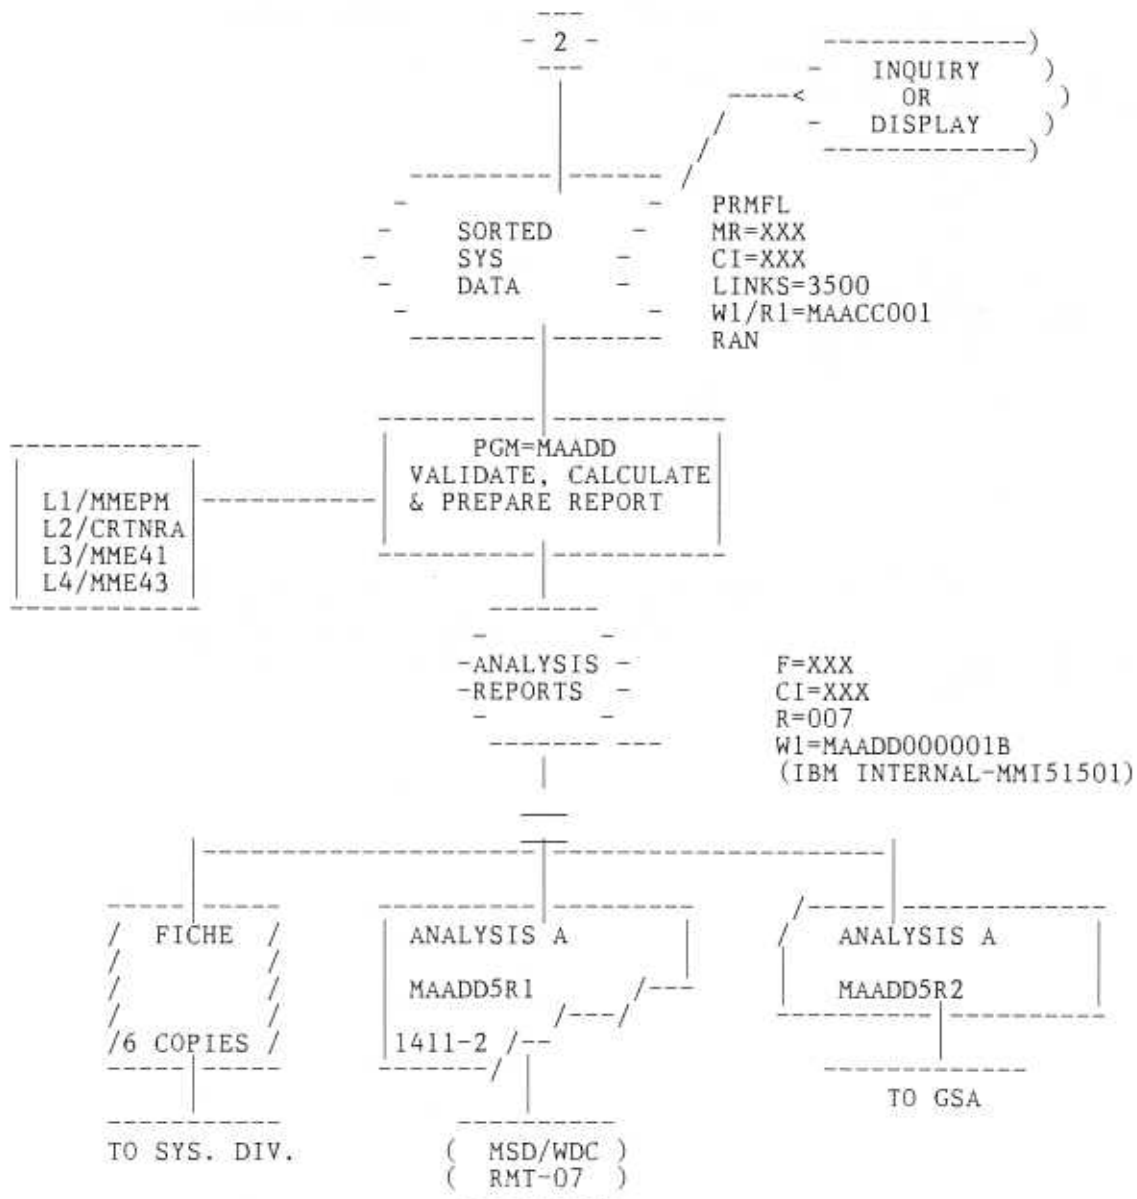 2
INQUIRY
OR
DISPLAY
SORTED
SYS
DATA
PRMFL
MR=XXX
CI=XXX
LINKS=3500
W1/R1=MAACC001
RAN
PGM=MAADD
VALIDATE, CALCULATE
& PREPARE REPORT
L1/MMEPM
L2/CRTNRA
L3/MME41
L4/MME43
ANALYSIS
REPORTS
F=XXX
CI=XXX
R=007
W1=MAADD000001B
(IBM INTERNAL-MMI51501)
FICHE
6 COPIES
TO SYS. DIV.
ANALYSIS A
MAADD5R1
1411-2
( MSD/WDC )
( RMT-07 )
ANALYSIS A
MAADD5R2
TO GSA